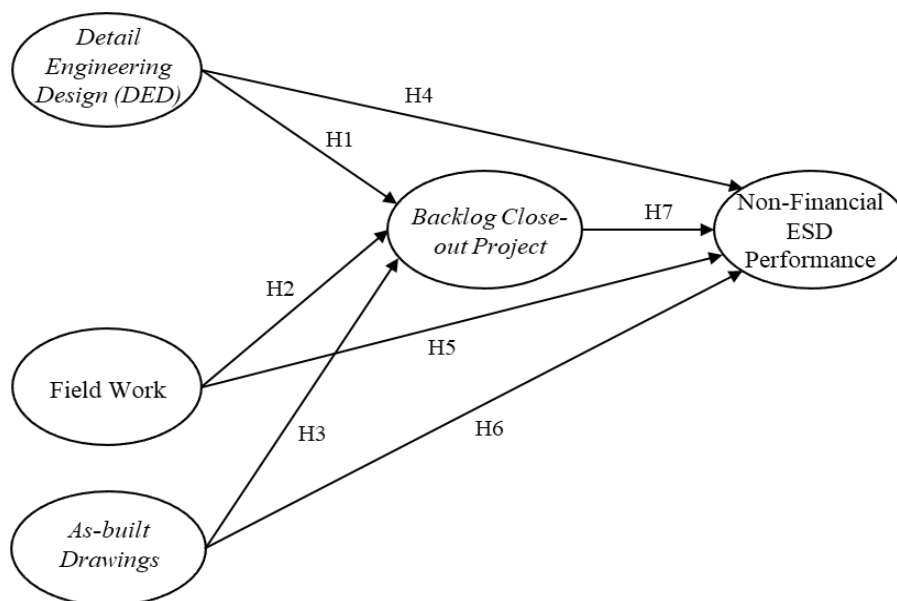 Detail
Engineering
Design (DED)
H4
H1
Backlog Close-
out Project
H7
Non-Financial
ESD
Performance
H2
H5
Field Work
H3
H6
As-built
Drawings